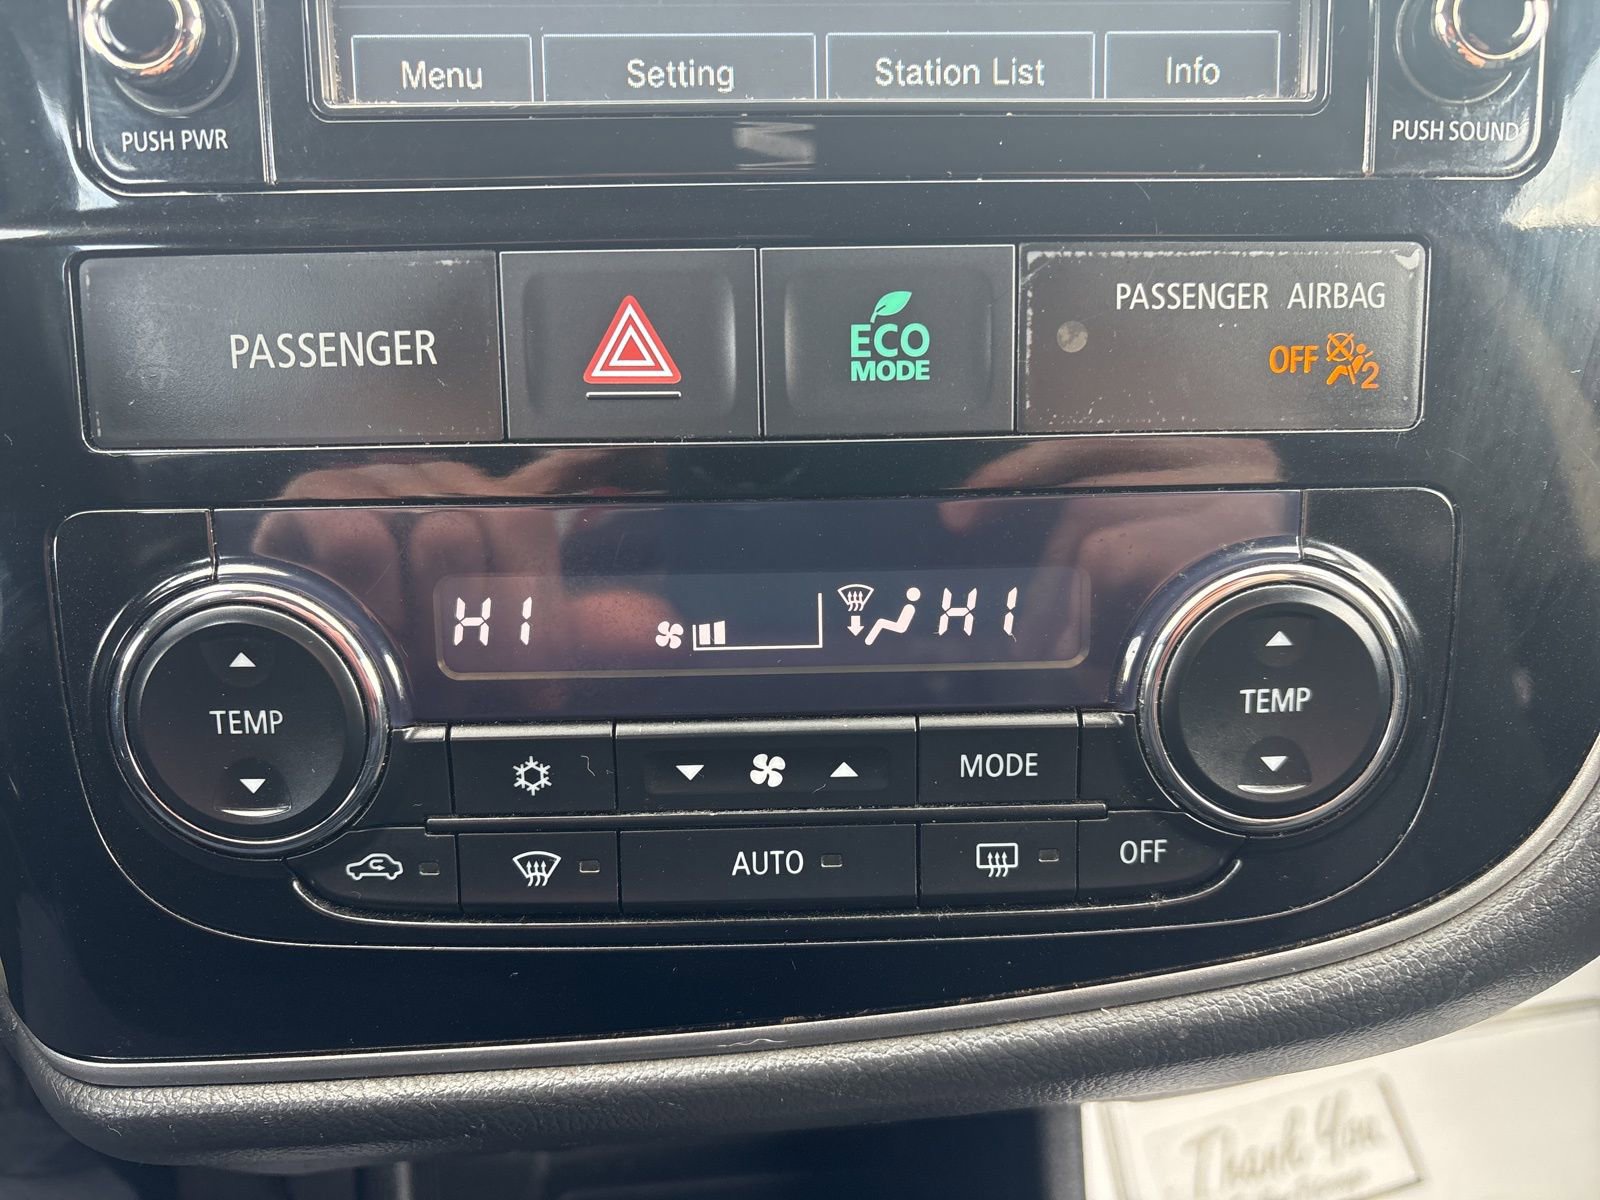 Menu Setting Station List Info
PUSH PWR
PUSH SOUND
PASSENGER
ECO
MODE
PASSENGER AIRBAG
OFF 2
HI HI
TEMP
TEMP
MODE
AUTO
OFF
Thank You